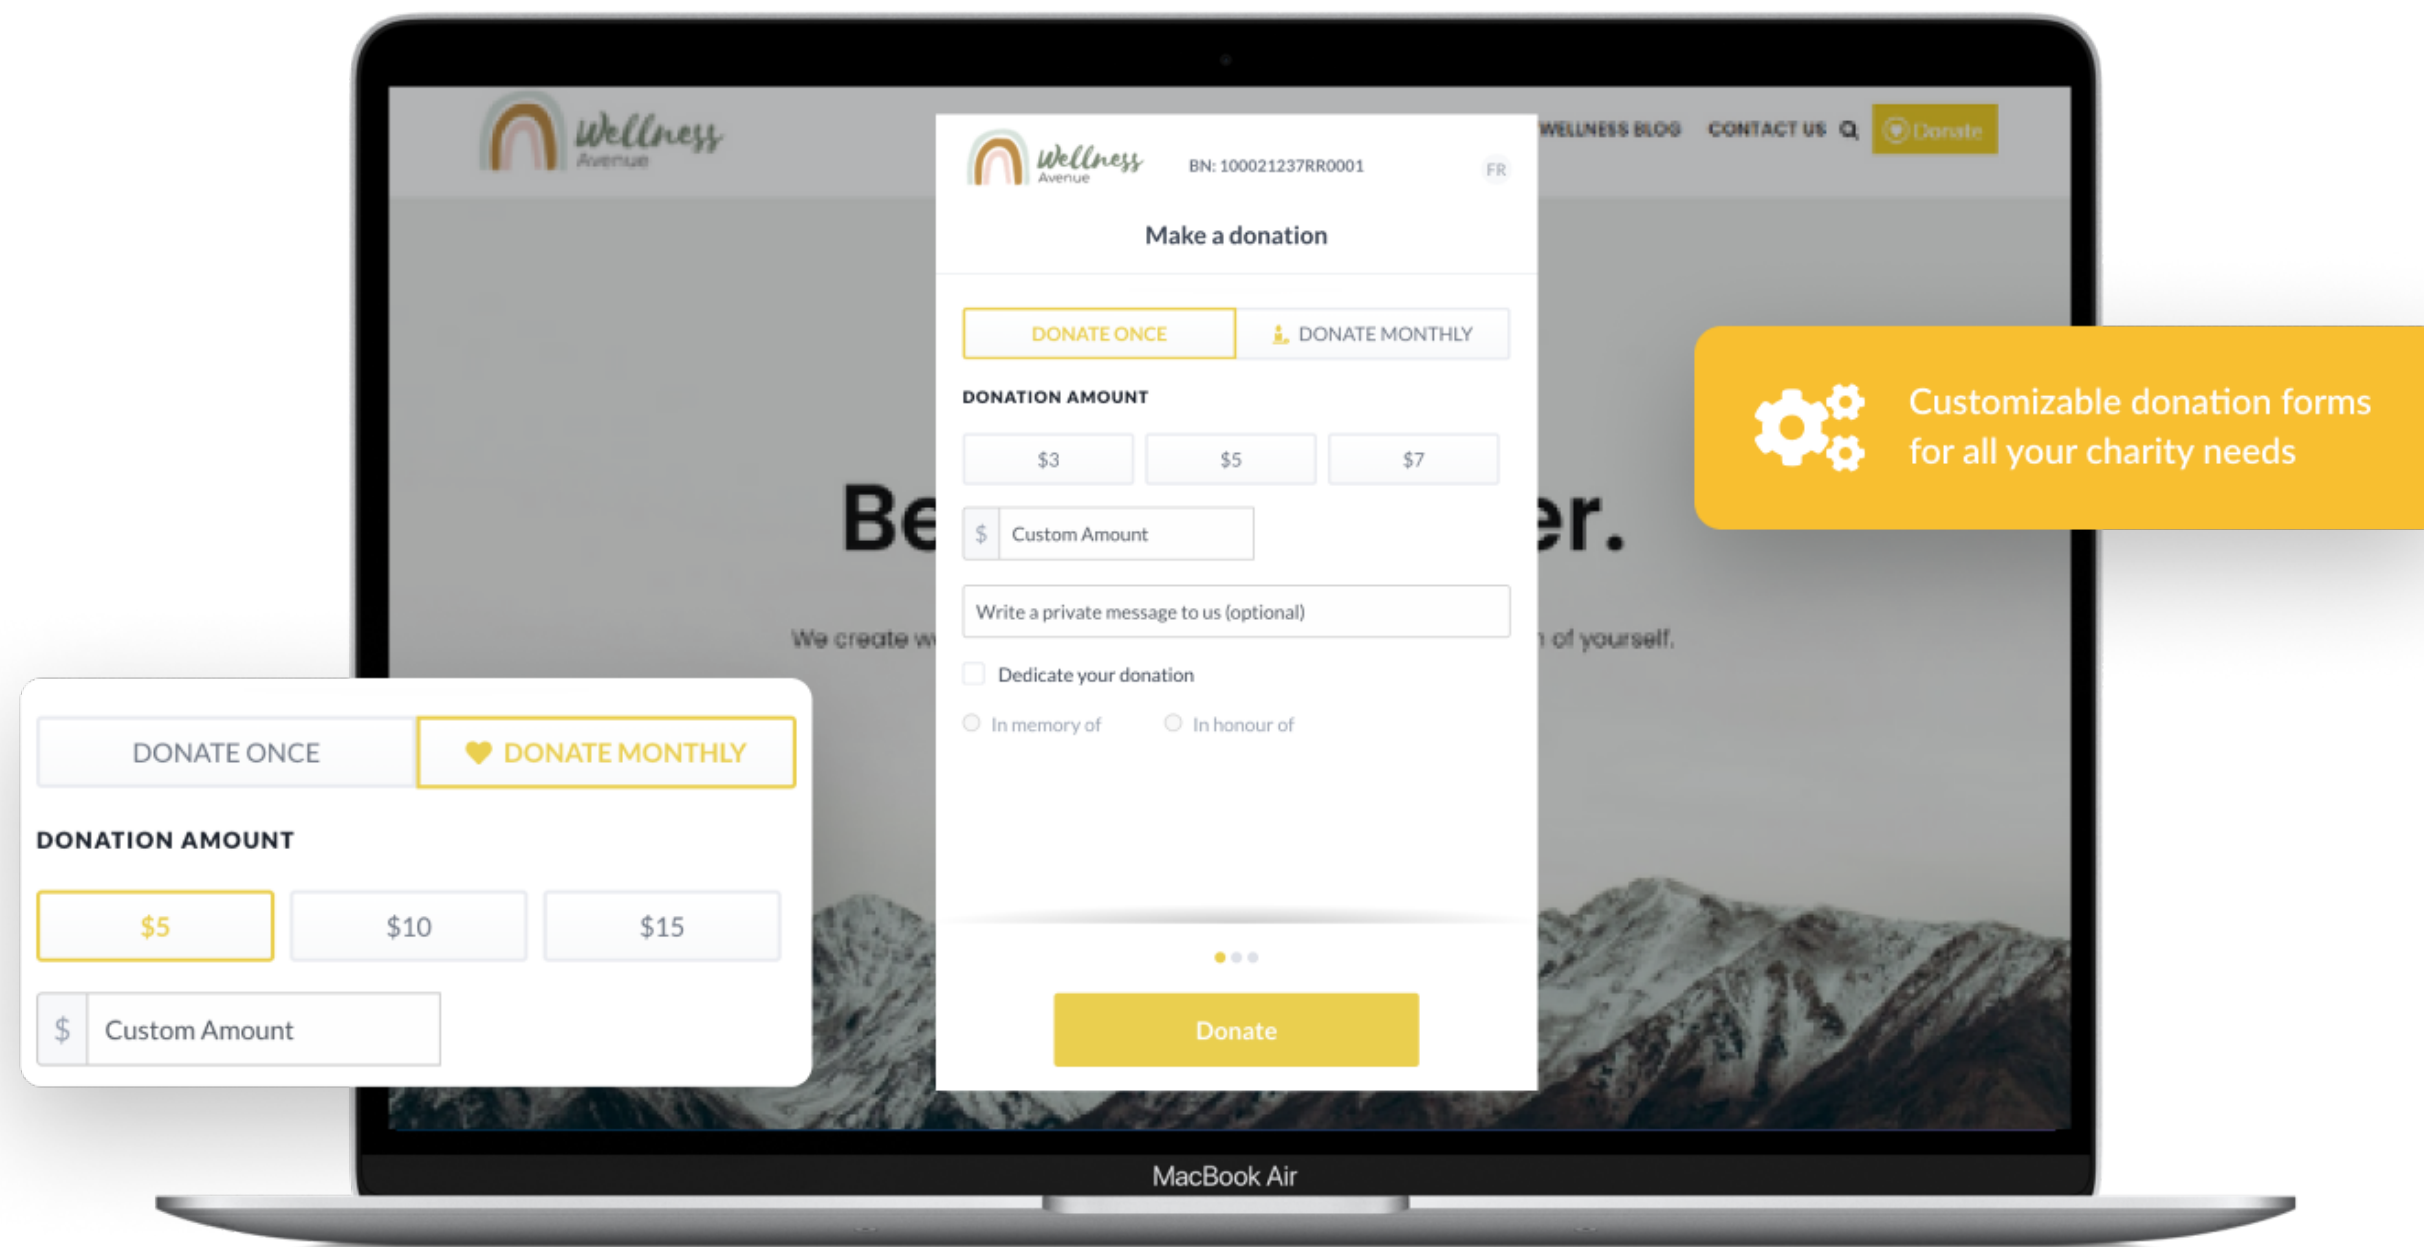 Wellness
Avenue
WELLNESS BLOG
CONTACT US
Donate
Wellness
Avenue
BN: 100021237RR0001
FR
Make a donation
DONATE ONCE
DONATE MONTHLY
DONATION AMOUNT
$3
$5
$7
$
Custom Amount
Write a private message to us (optional)
Dedicate your donation
In memory of
In honour of
Donate
We create
of yourself.
Customizable donation forms
for all your charity needs
DONATE ONCE
DONATE MONTHLY
DONATION AMOUNT
$5
$10
$15
$
Custom Amount
MacBook Air